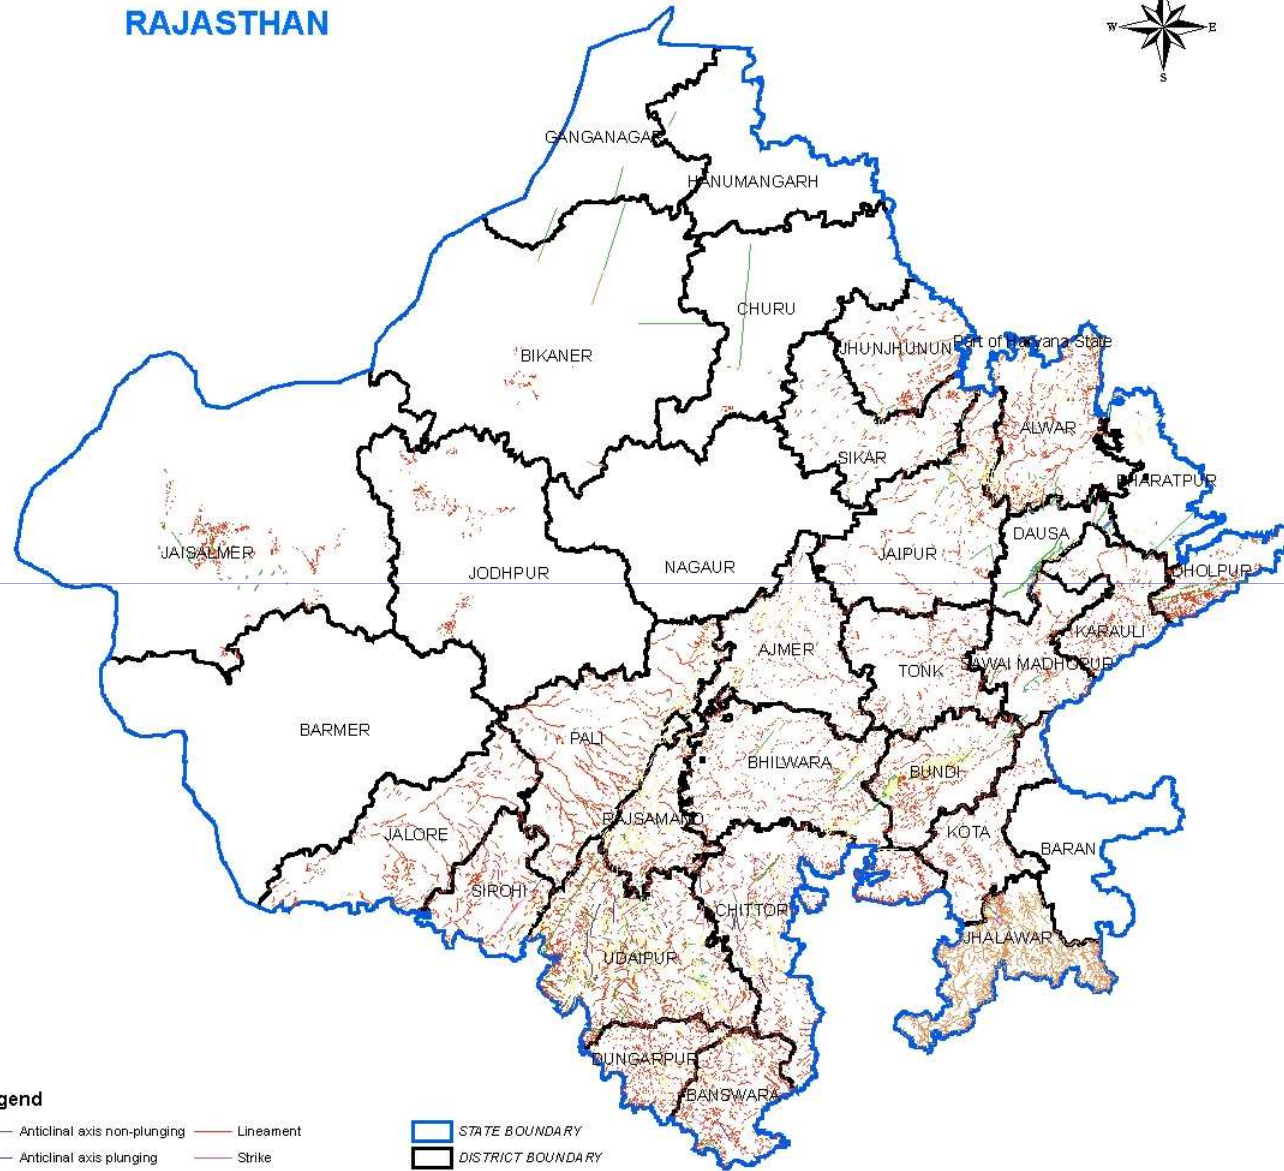 RAJASTHAN
W E
S
GANGANAGAR
HANUMANGARH
CHURU
BIKANER
JHUNJHUNUN
Part of Haryana State
ALWAR
SIKAR
BHARATPUR
DAUSA
JAISALMER
JAIPUR
NAGAUR
JODHPUR
DHOLPUR
KARAULI
AJMER
SAWAI MADHOPUR
TONK
BARMER
PALI
BHILWARA
BUNDI
RAJSAMAND
JALORE
KOTA
BARAN
SIROHI
CHITTOR
JHALAWAR
UDAIPUR
DUNGARPUR
BANSWARA
gend
Anticlinal axis non-plunging Lineament STATE BOUNDARY
Anticlinal axis plunging Strike DISTRICT BOUNDARY